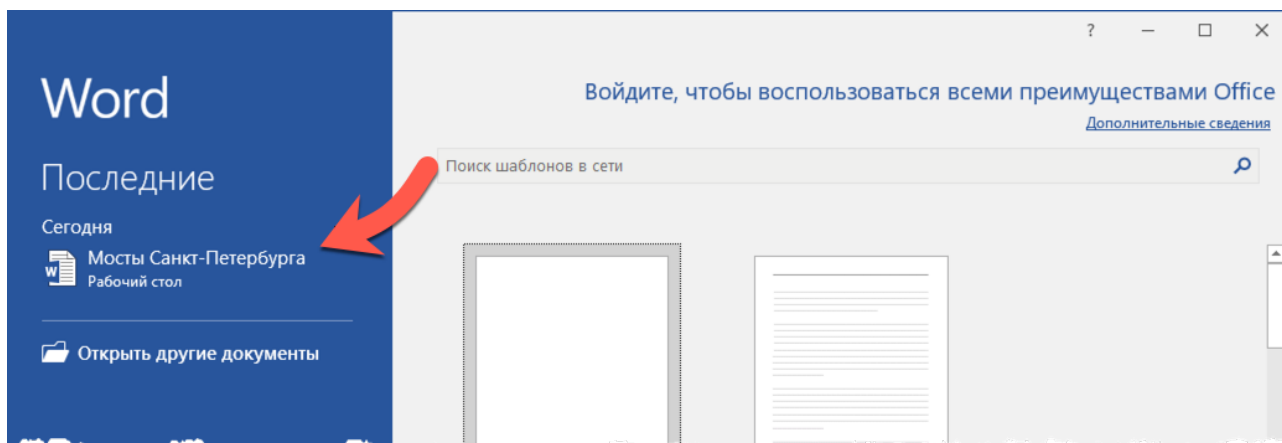 ?
Word
Войдите, чтобы воспользоваться всеми преимуществами Office
Дополнительные сведения
Последние
Поиск шаблонов в сети
Сегодня
Мосты Санкт-Петербурга
Рабочий стол
Открыть другие документы